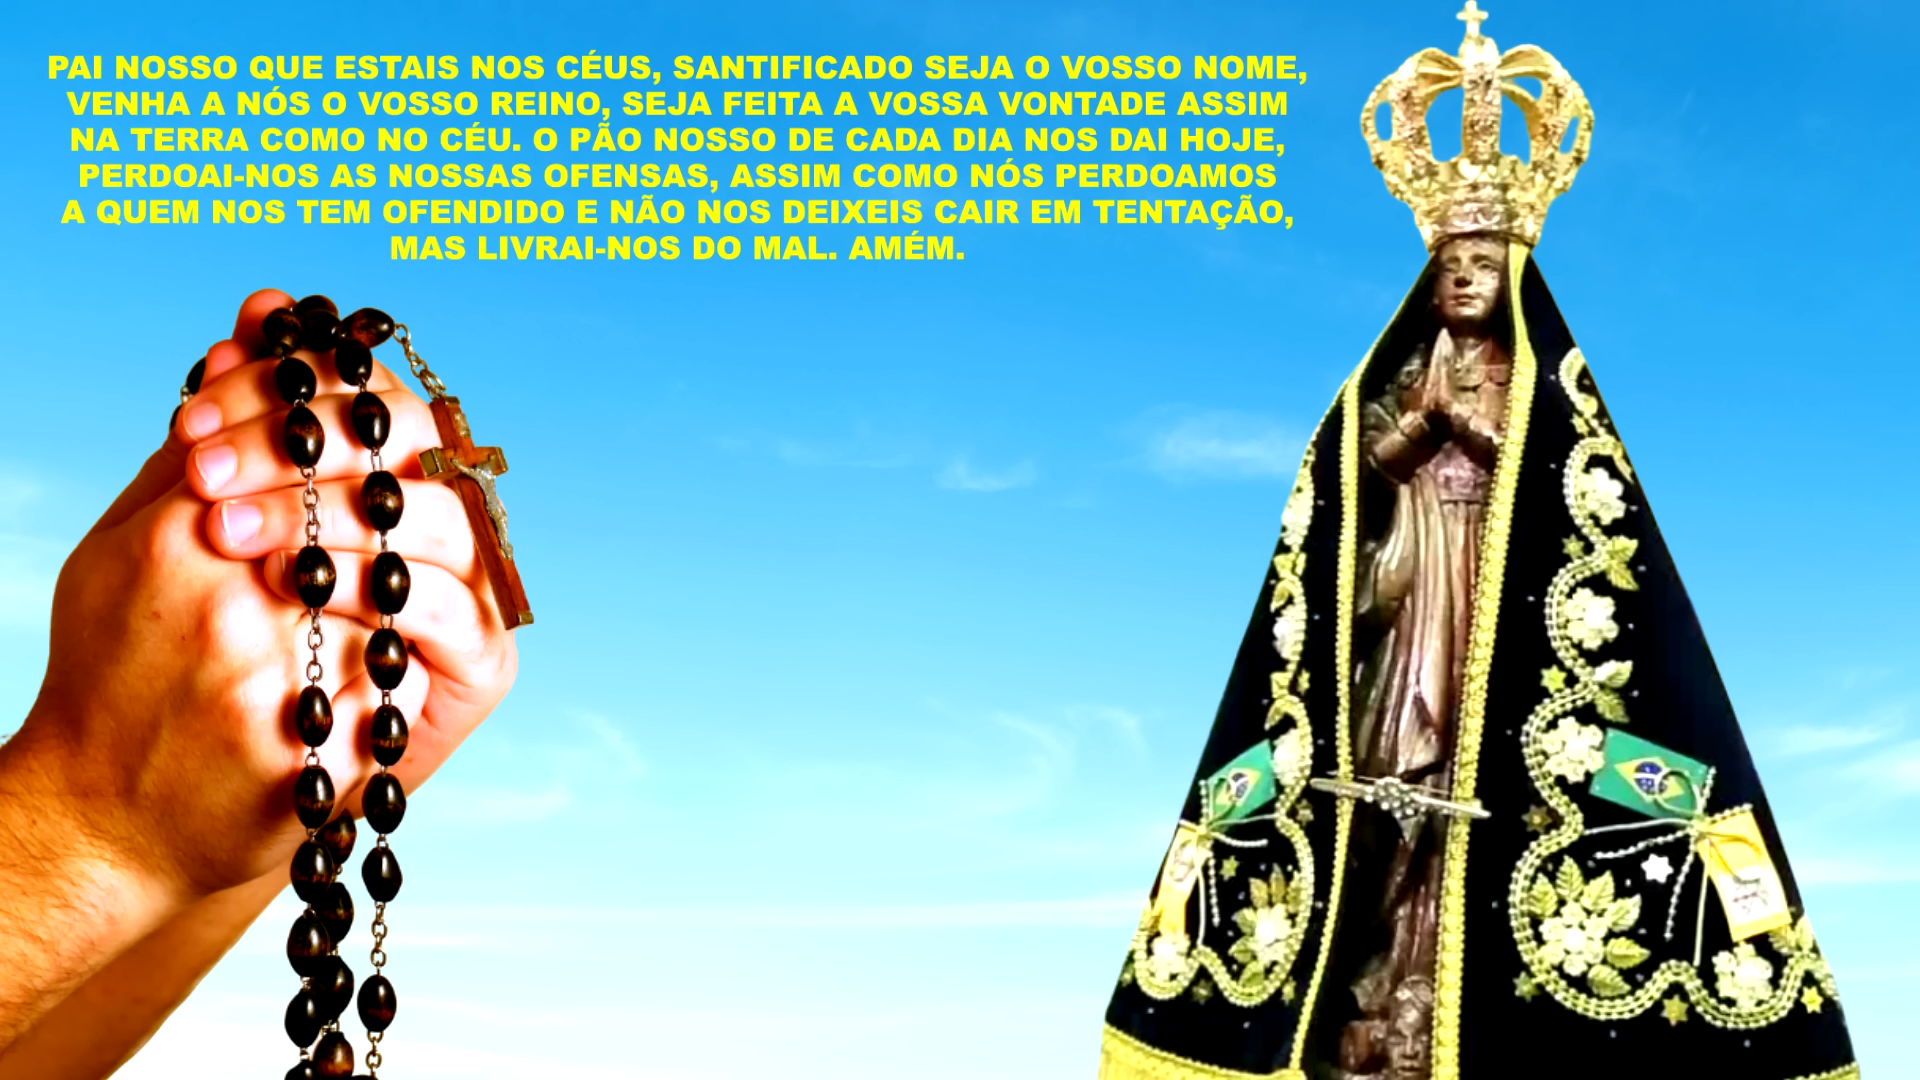 PAI NOSSO QUE ESTAIS NOS CÉUS, SANTIFICADO SEJA O VOSSO NOME,
VENHA A NÓS O VOSSO REINO, SEJA FEITA A VOSSA VONTADE ASSIM
NA TERRA COMO NO CÉU. O PÃO NOSSO DE CADA DIA NOS DAI HOJE,
PERDOAI-NOS AS NOSSAS OFENSAS, ASSIM COMO NÓS PERDOAMOS
A QUEM NOS TEM OFENDIDO E NÃO NOS DEIXEIS CAIR EM TENTAÇÃO,
MAS LIVRAI-NOS DO MAL. AMÉM.